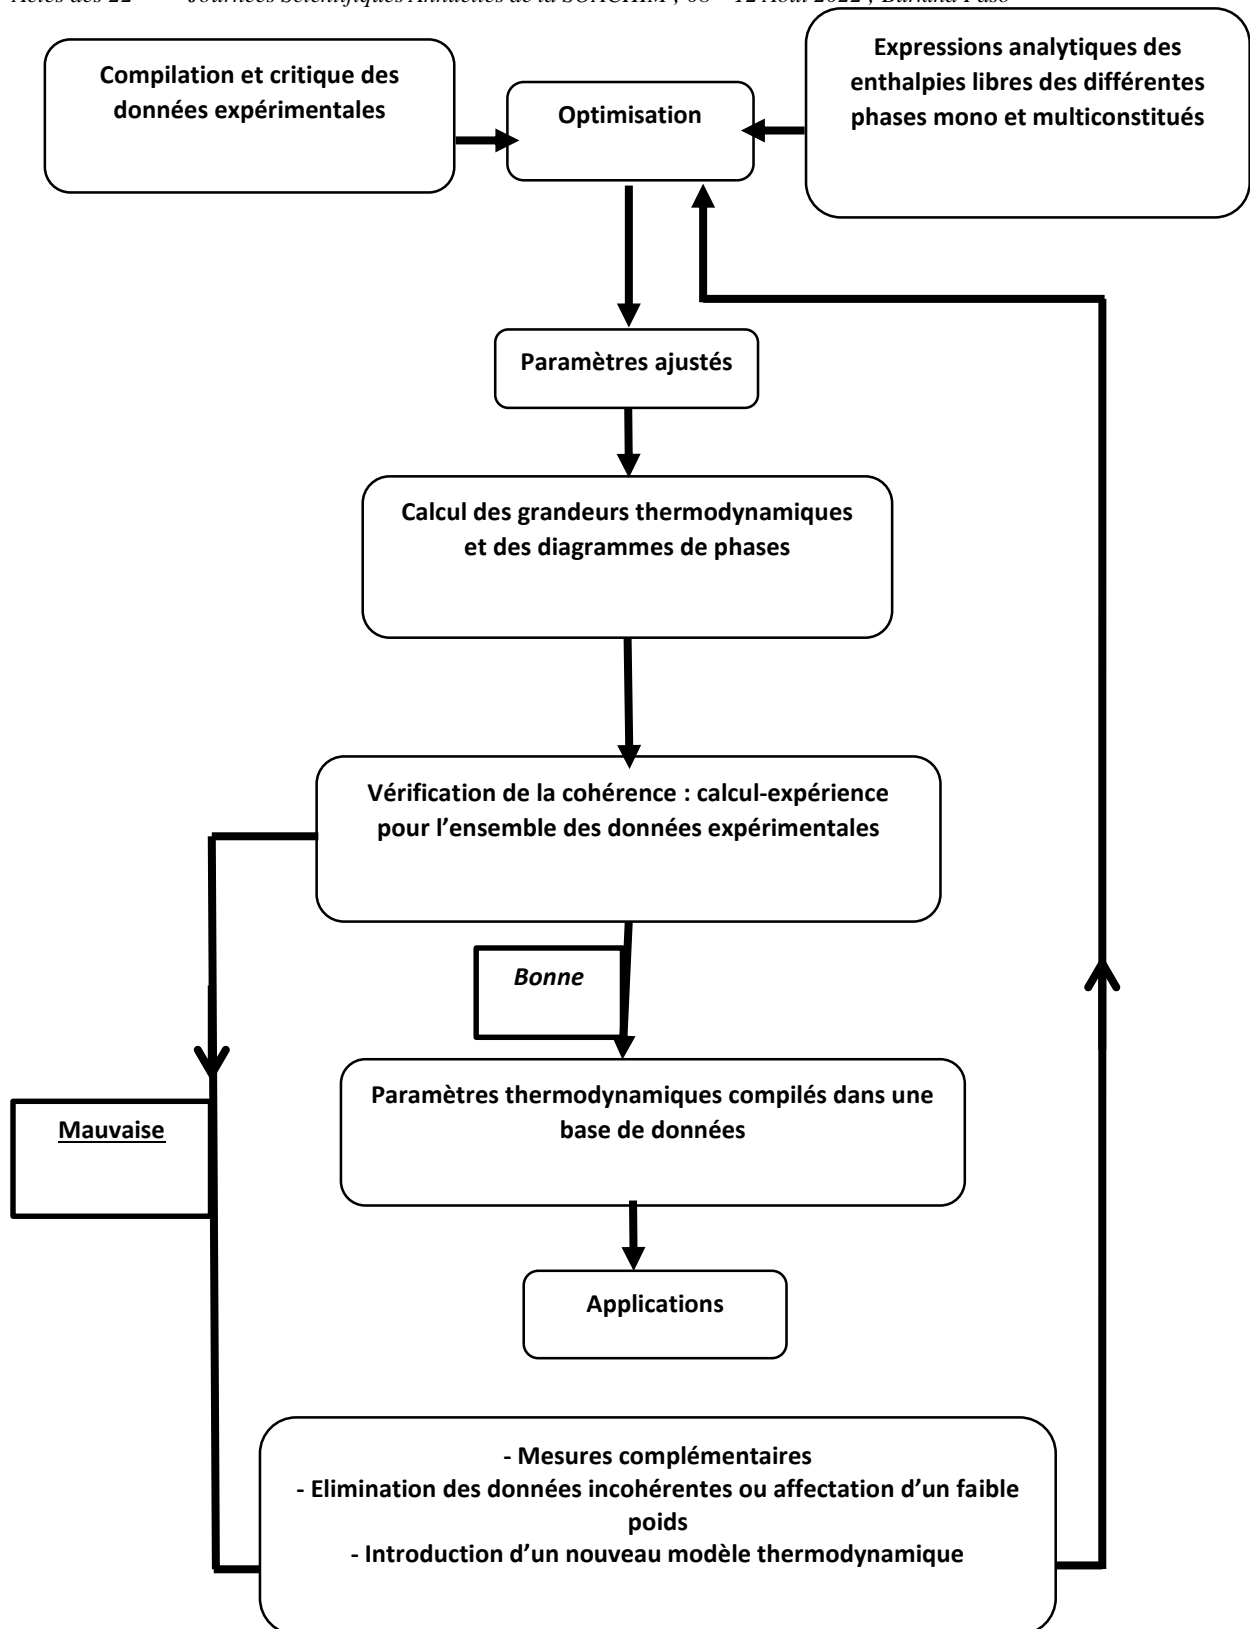 Actes des 22 Journées Scientifiques Annuelles de la SOACHIM ; 08 – 12 Août 2022 ; Burkina Faso
Compilation et critique des
données expérimentales
Optimisation
Expressions analytiques des
enthalpies libres des différentes
phases mono et multiconstitués
Paramètres ajustés
Calcul des grandeurs thermodynamiques
et des diagrammes de phases
Vérification de la cohérence : calcul-expérience
pour l’ensemble des données expérimentales
Bonne
Mauvaise
Paramètres thermodynamiques compilés dans une
base de données
Applications
- Mesures complémentaires
- Elimination des données incohérentes ou affectation d’un faible
poids
- Introduction d’un nouveau modèle thermodynamique